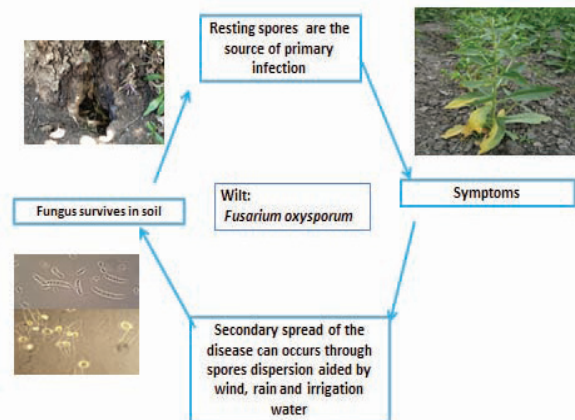 Resting spores are the
source of primary
infection
Symptoms
Wilt:
Fusarium oxysporum
Fungus survives in soil
Secondary spread of the
disease can occurs through
spores dispersion aided by
wind, rain and irrigation
water